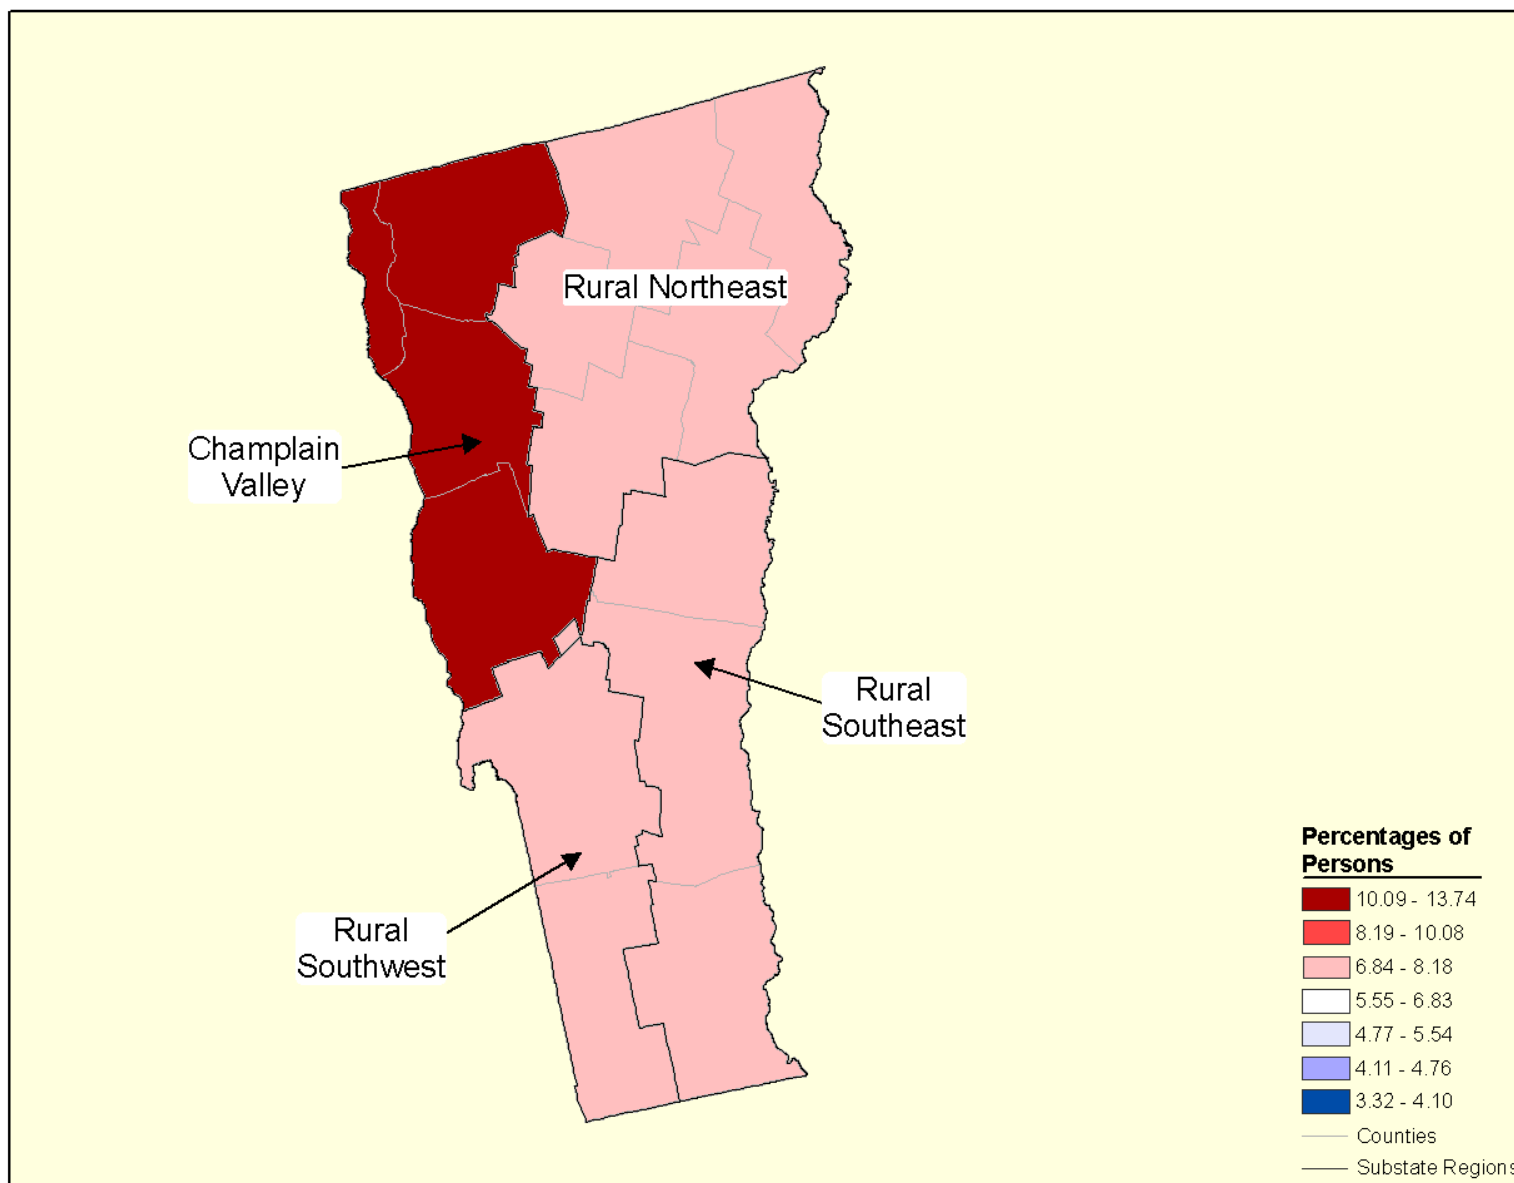 Rural Northeast
Champlain
Valley
Rural
Southeast
Rural
Southwest
Percentages of
Persons
10.09 - 13.74
8.19 - 10.08
6.84 - 8.18
5.55 - 6.83
4.77 - 5.54
4.11 - 4.76
3.32 - 4.10
Counties
Substate Regions